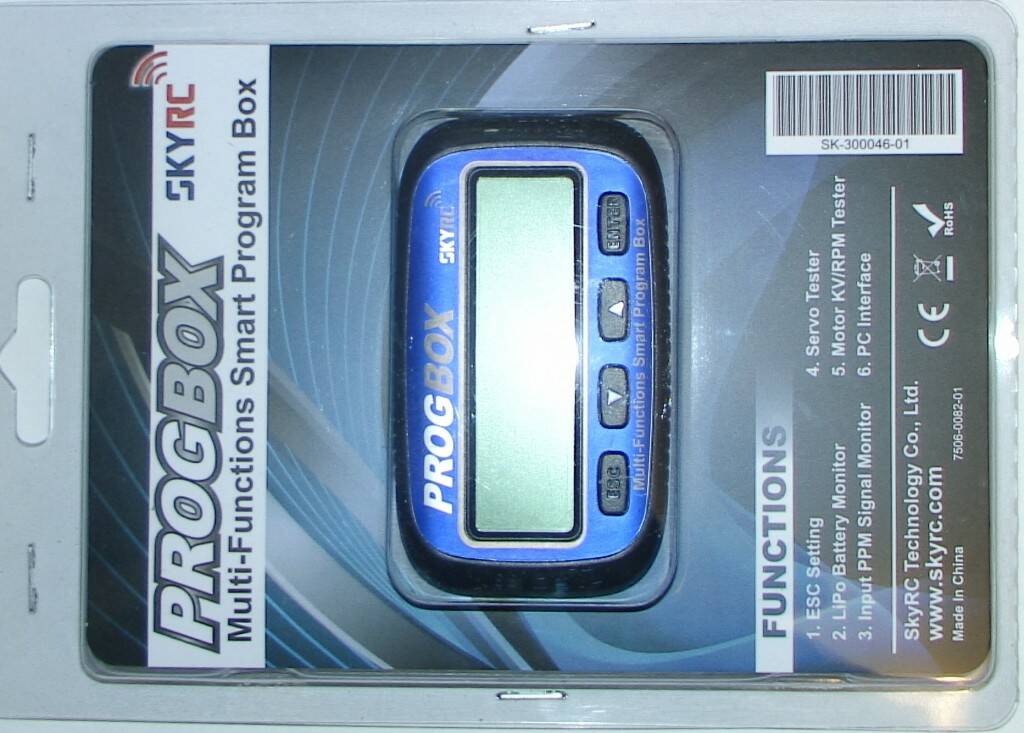 PROGBOX SKYRC
Multi-Functions Smart Program Box
PROGBOX SKYRC
ESC ENTER
Multi-Functions Smart Program Box
FUNCTIONS
1. ESC Setting
2. LiPo Battery Monitor
3. Input PPM Signal Monitor
4. Servo Tester
5. Motor KV/RPM Tester
6. PC Interface
SkyRC Technology Co., Ltd.
www.skyrc.com
Made In China
7506-0082-01
CE
RoHS
SK-300046-01